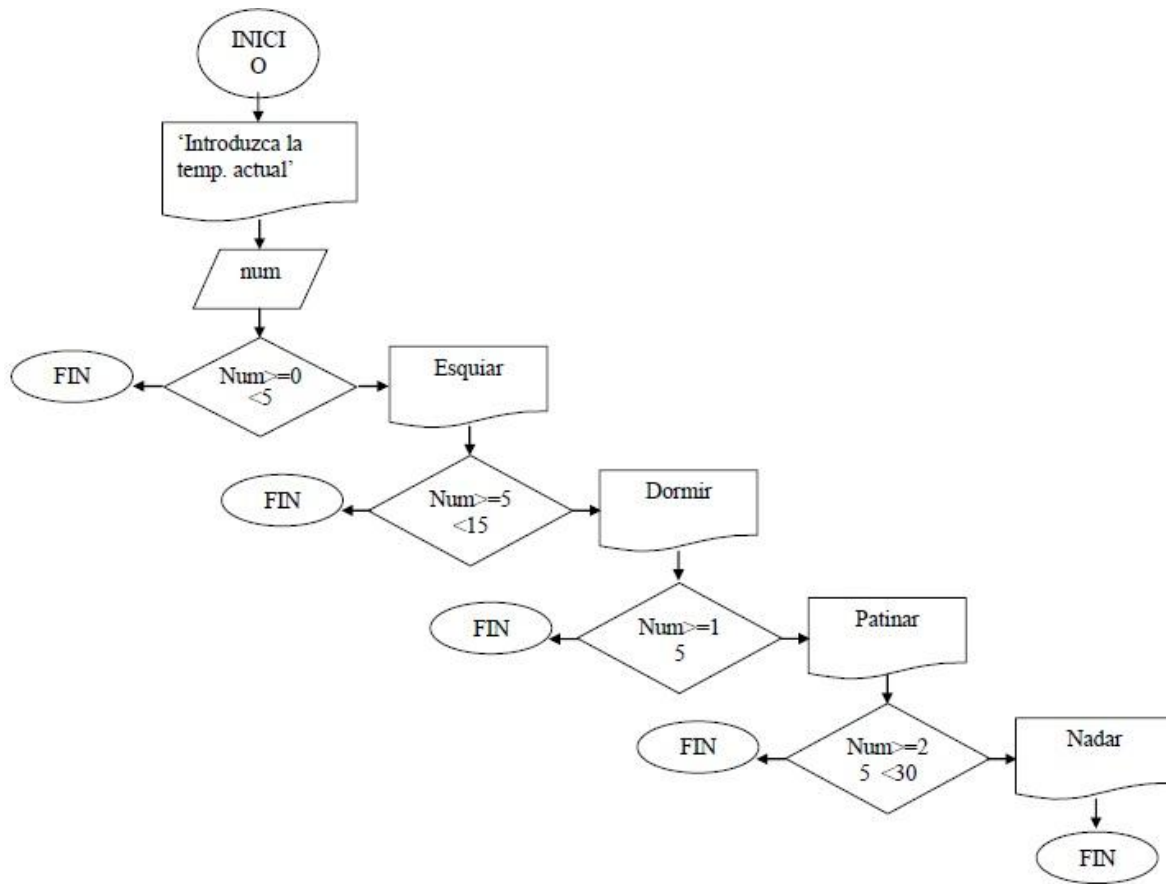 INICI
O
‘Introduzca la
temp. actual’
num
FIN
Num>=0
<5
Esquiar
FIN
Num>=5
<15
Dormir
FIN
Num>=1
5
Patinar
FIN
Num>=2
5 <30
Nadar
FIN